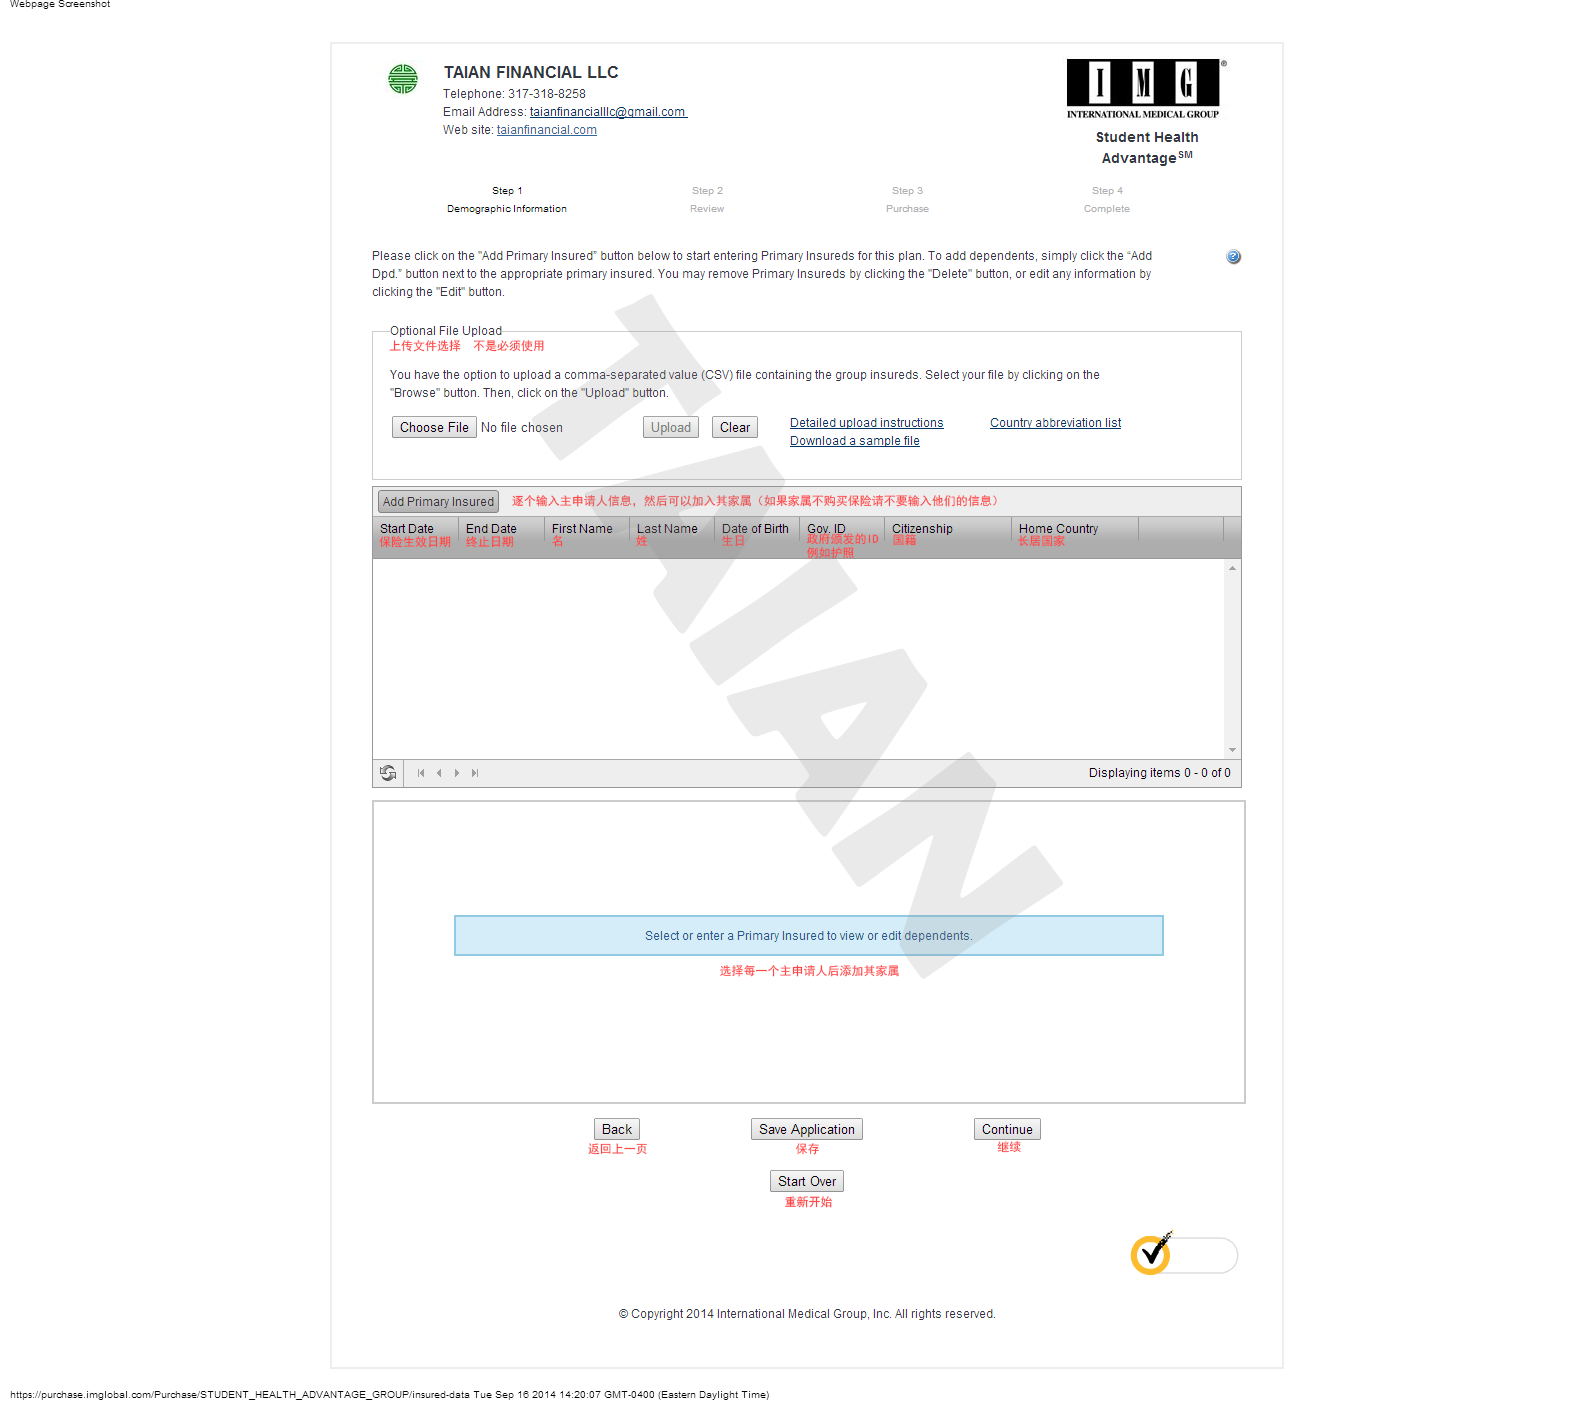 Webpage Screenshot
TAIAN FINANCIAL LLC
Telephone: 317-318-8258
Email Address: taianfinancialllc@gmail.com
Web site: taianfinancial.com
IMG ®
INTERNATIONAL MEDICAL GROUP
Student Health
Advantage SM
Step 1 Step 2 Step 3 Step 4
Demographic Information Review Purchase Complete
Please click on the "Add Primary Insured" button below to start entering Primary Insureds for this plan. To add dependents, simply click the “Add
Dpd.” button next to the appropriate primary insured. You may remove Primary Insureds by clicking the "Delete" button, or edit any information by
clicking the "Edit" button.
?
Optional File Upload
上传文件选择 不是必须使用
You have the option to upload a comma-separated value (CSV) file containing the group insureds. Select your file by clicking on the
"Browse" button. Then, click on the "Upload" button.
Choose File No file chosen Upload Clear Detailed upload instructions Country abbreviation list
Download a sample file
Add Primary Insured 逐个输入主申请人信息，然后可以加入其家属（如果家属不购买保险请不要输入他们的信息）
Start Date End Date First Name Last Name Date of Birth Gov. ID Citizenship Home Country
保险生效日期 终止日期 名 姓 生日 政府颁发的ID 国籍 长居国家
例如护照
TAIAN
Displaying items 0 - 0 of 0
Select or enter a Primary Insured to view or edit dependents.
选择每一个主申请人后添加其家属
Back Save Application Continue
返回上一页 保存 继续
Start Over
重新开始
© Copyright 2014 International Medical Group, Inc. All rights reserved.
https://purchase.imglobal.com/Purchase/STUDENT_HEALTH_ADVANTAGE_GROUP/insured-data Tue Sep 16 2014 14:20:07 GMT-0400 (Eastern Daylight Time)